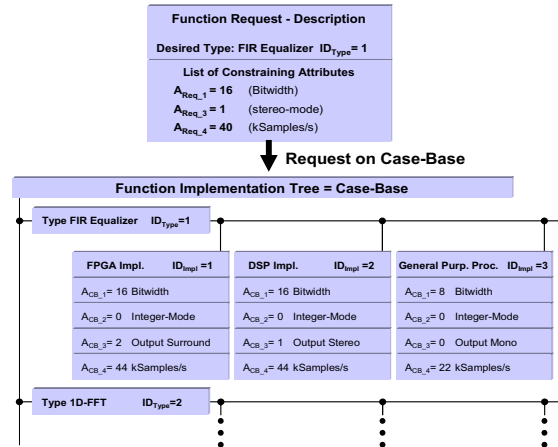 Function Request - Description
Desired Type: FIR Equalizer ID_Type = 1
List of Constraining Attributes
A_Req_1 = 16 (Bitwidth)
A_Req_3 = 1 (stereo-mode)
A_Req_4 = 40 (kSamples/s)
Request on Case-Base
Function Implementation Tree = Case-Base
Type FIR Equalizer ID_Type=1
FPGA Impl. ID_Impl =1
A_CB_1= 16 Bitwidth
A_CB_2= 0 Integer-Mode
A_CB_3= 2 Output Surround
A_CB_4= 44 kSamples/s
DSP Impl. ID_Impl =2
A_CB_1= 16 Bitwidth
A_CB_2= 0 Integer-Mode
A_CB_3= 1 Output Stereo
A_CB_4= 44 kSamples/s
General Purp. Proc. ID_Impl =3
A_CB_1= 8 Bitwidth
A_CB_2= 0 Integer-Mode
A_CB_3= 0 Output Mono
A_CB_4= 22 kSamples/s
Type 1D-FFT ID_Type=2